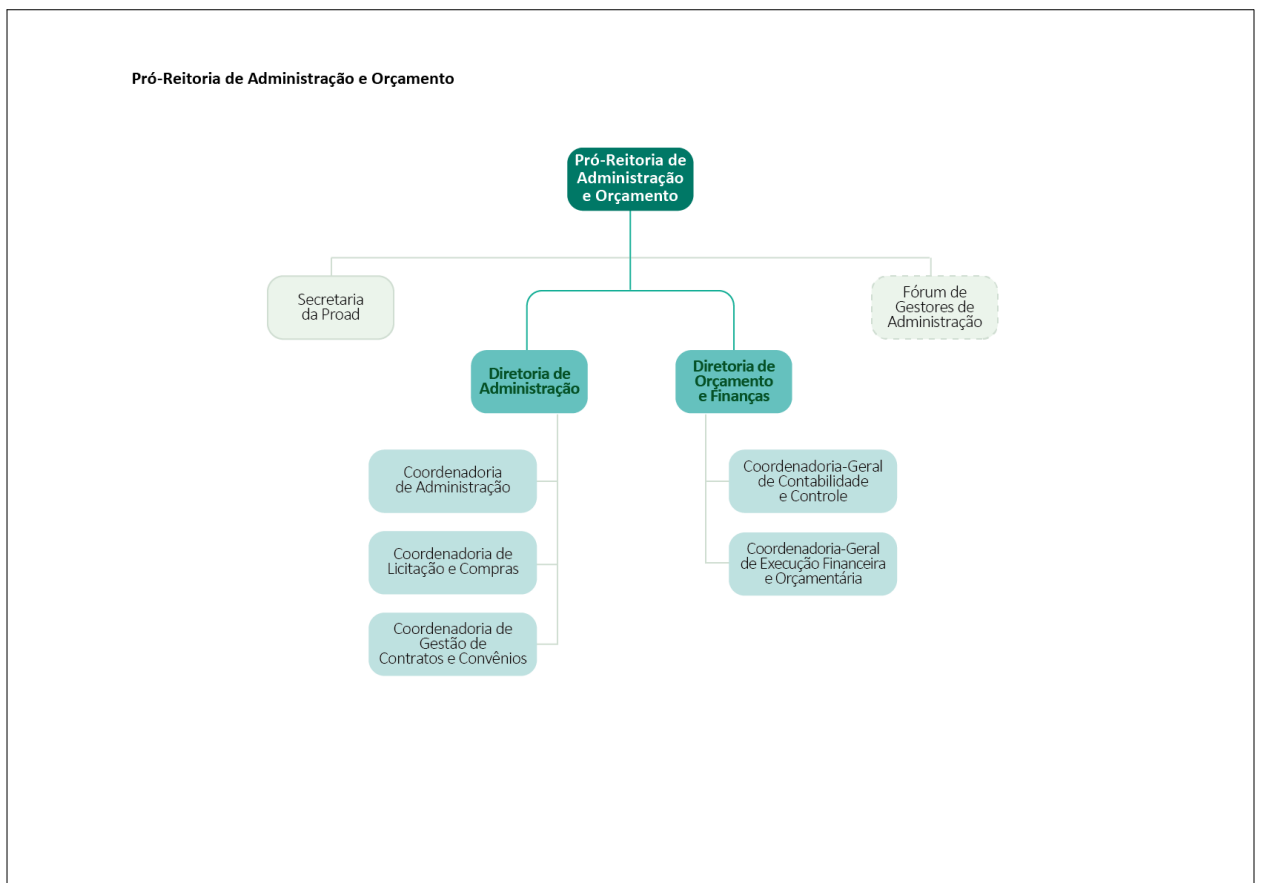 Pró-Reitoria de Administração e Orçamento
Pró-Reitoria de
Administração
e Orçamento
Secretaria
da Proad
Fórum de
Gestores de
Administração
Diretoria de
Administração
Diretoria de
Orçamento
e Finanças
Coordenadoria
de Administração
Coordenadoria de
Licitação e Compras
Coordenadoria de
Gestão de
Contratos e Convênios
Coordenadoria-Geral
de Contabilidade
e Controle
Coordenadoria-Geral
de Execução Financeira
e Orçamentária